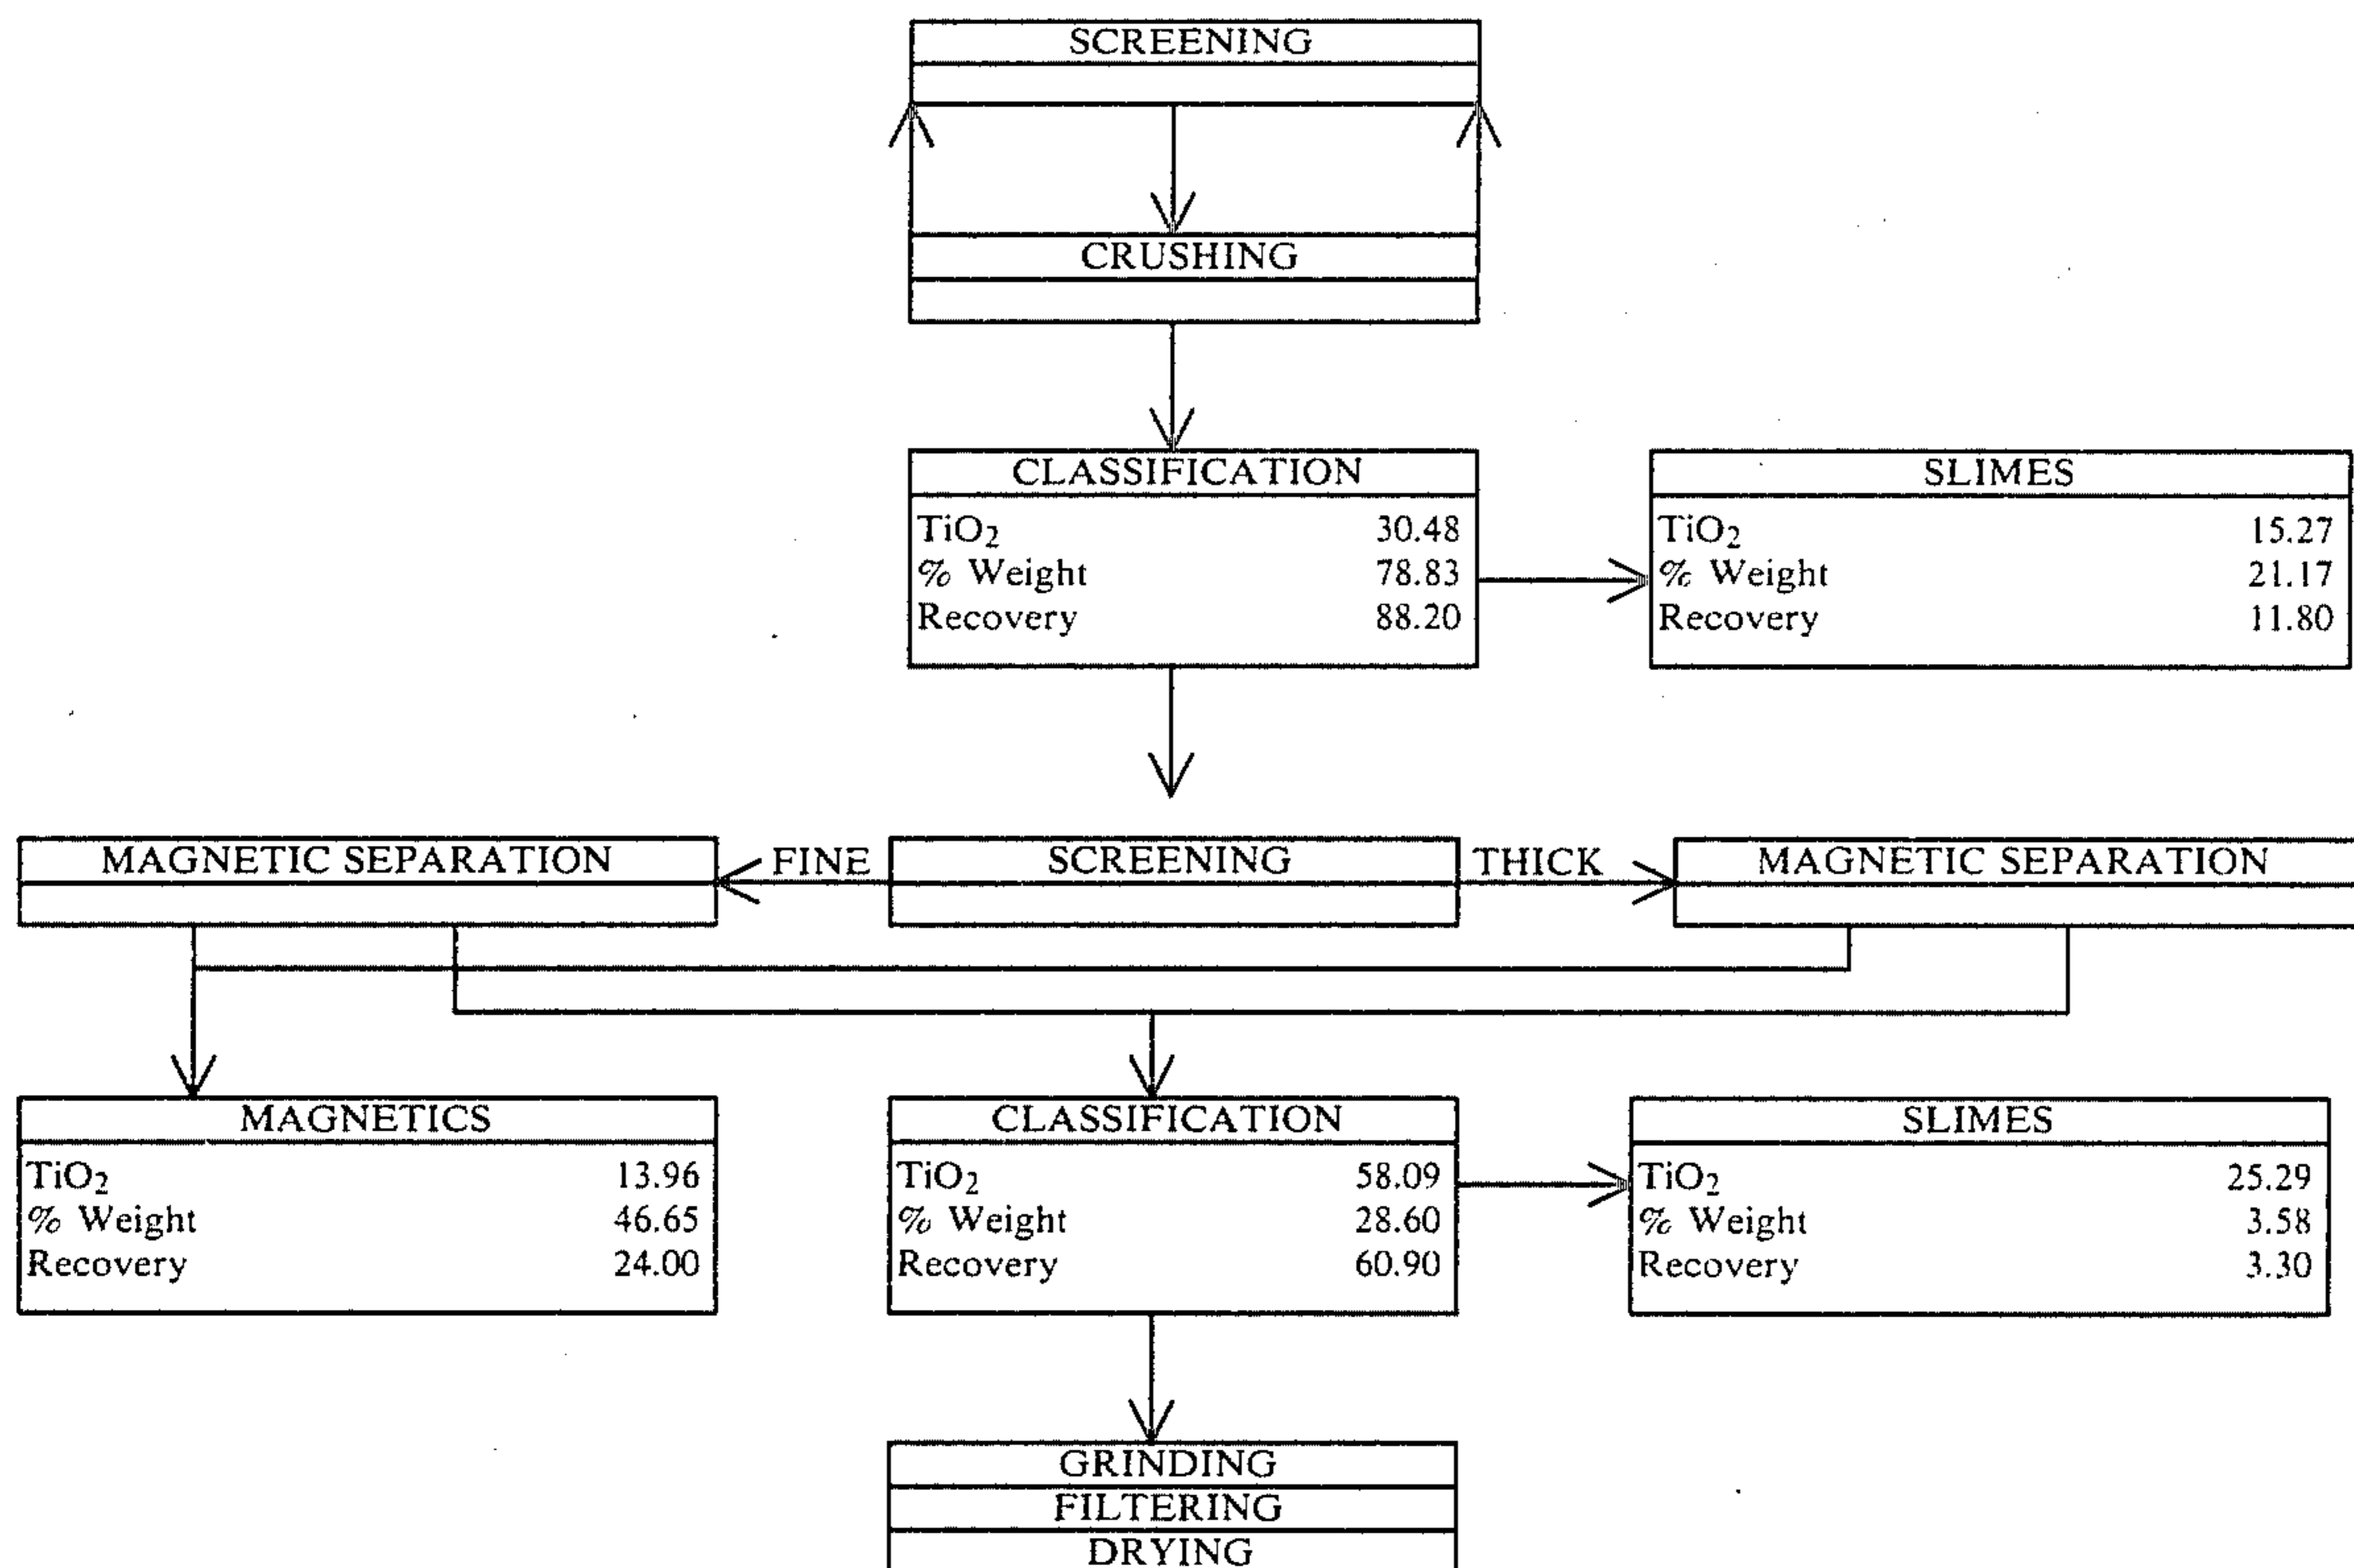 SCREENING
CRUSHING
CLASSIFICATION
TiO2 30.48
% Weight 78.83
Recovery 88.20
SLIMES
TiO2 15.27
% Weight 21.17
Recovery 11.80
MAGNETIC SEPARATION
FINE
SCREENING
THICK
MAGNETIC SEPARATION
MAGNETICS
TiO2 13.96
% Weight 46.65
Recovery 24.00
CLASSIFICATION
TiO2 58.09
% Weight 28.60
Recovery 60.90
SLIMES
TiO2 25.29
% Weight 3.58
Recovery 3.30
GRINDING
FILTERING
DRYING